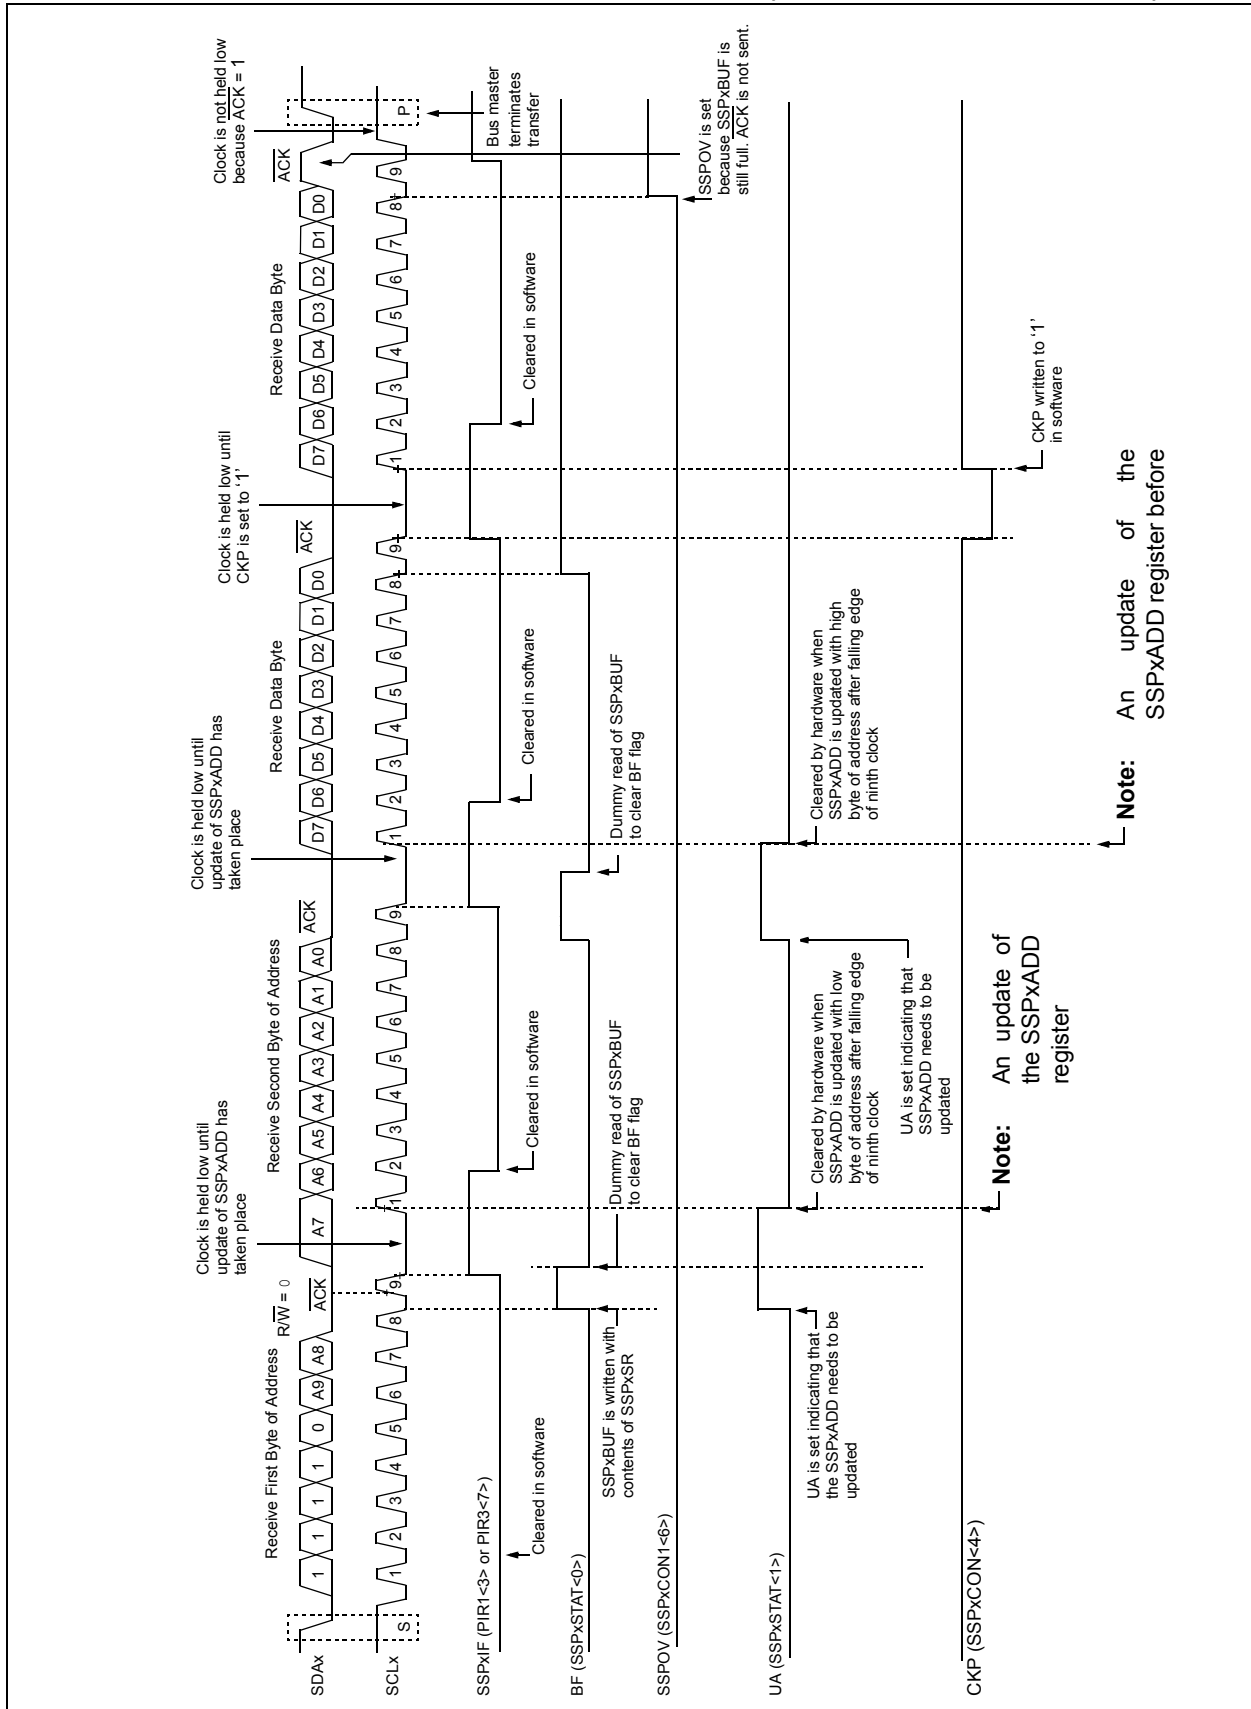 Clock is held low until
update of SSPxADD has
taken place
Clock is held low until
update of SSPxADD has
taken place
Clock is held low until
CKP is set to ‘1’
Clock is not held low
because ACK = 1
R/W = 0
Receive First Byte of Address
Receive Second Byte of Address
Receive Data Byte
Receive Data Byte
ACK
ACK
ACK
ACK
SDAx
1 1 1 1 0 A9 A8
A7 A6 A5 A4 A3 A2 A1 A0
D7 D6 D5 D4 D3 D2 D1 D0
D7 D6 D5 D4 D3 D2 D1 D0
SCLx
S
1 2 3 4 5 6 7 8 9
1 2 3 4 5 6 7 8 9
1 2 3 4 5 6 7 8 9
1 2 3 4 5 6 7 8 9
P
Bus master
terminates
transfer
SSPxIF (PIR1<3> or PIR3<7>)
Cleared in software
Cleared in software
Cleared in software
Cleared in software
BF (SSPxSTAT<0>)
SSPxBUF is written with
contents of SSPxSR
Dummy read of SSPxBUF
to clear BF flag
Dummy read of SSPxBUF
to clear BF flag
SSPOV (SSPxCON1<6>)
SSPOV is set
because SSPxBUF is
still full. ACK is not sent.
UA (SSPxSTAT<1>)
UA is set indicating that
the SSPxADD needs to be
updated
Cleared by hardware when
SSPxADD is updated with low
byte of address after falling edge
of ninth clock
UA is set indicating that
SSPxADD needs to be
updated
Cleared by hardware when
SSPxADD is updated with high
byte of address after falling edge
of ninth clock
CKP (SSPxCON<4>)
CKP written to ‘1’
in software
Note: An update of
the SSPxADD
register
Note: An update of the
SSPxADD register before